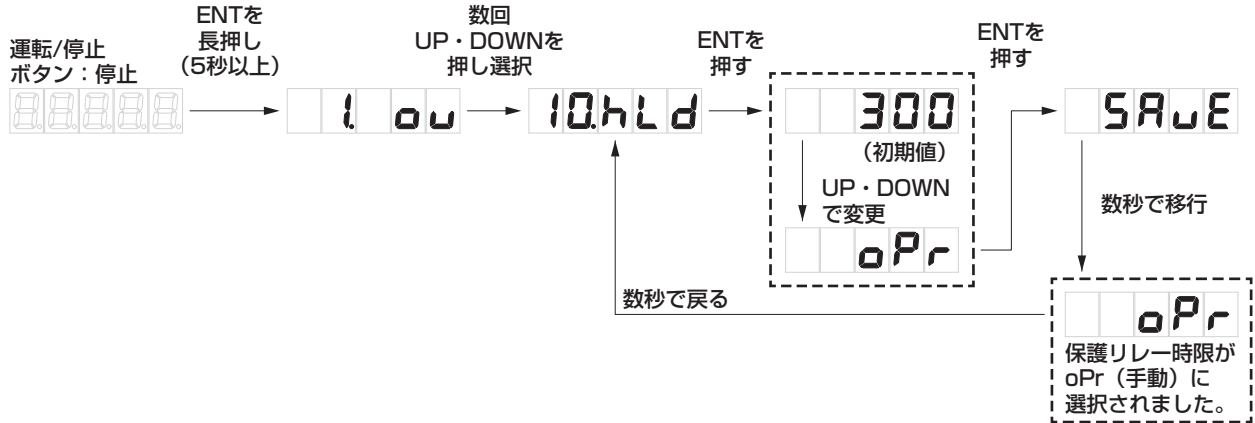 運転/停止
ボタン：停止
ENTを
長押し
(5秒以上)
1. ou
数回
UP・DOWNを
押し選択
10.hLd
ENTを
押す
300
(初期値)
UP・DOWN
で変更
oPr
ENTを
押す
SAuE
数秒で移行
oPr
保護リレー時限が
oPr（手動）に
選択されました。
数秒で戻る